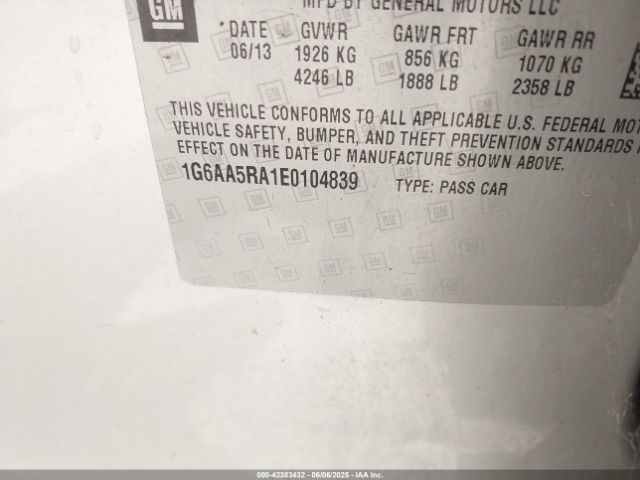 GM
MFD BY GENERAL MOTORS LLC
DATE GVWR GAWR FRT GAWR RR
06/13 1926 KG 856 KG 1070 KG
4246 LB 1888 LB 2358 LB
THIS VEHICLE CONFORMS TO ALL APPLICABLE U.S. FEDERAL MOT
VEHICLE SAFETY, BUMPER, AND THEFT PREVENTION STANDARDS
EFFECT ON THE DATE OF MANUFACTURE SHOWN ABOVE.
1G6AA5RA1E0104839 TYPE: PASS CAR
000-42383432 - 06/06/2025 - IAA Inc.